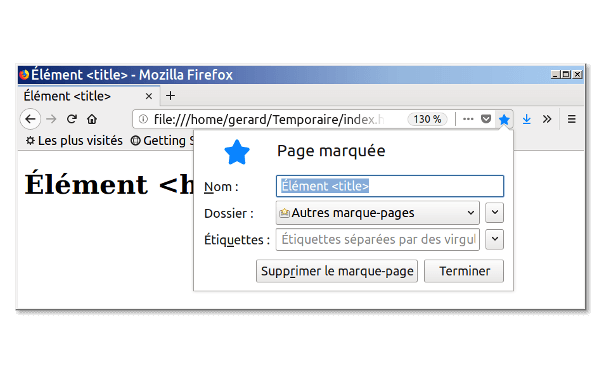 Élément <title> - Mozilla Firefox
Élément <title>
file:///home/gerard/Temporaire/index.h
130 %
Les plus visités Getting S
Page marquée
Élément <h
Nom : Élément <title>
Dossier : Autres marque-pages
Étiquettes : Étiquettes séparées par des virgul
Supprimer le marque-page Terminer